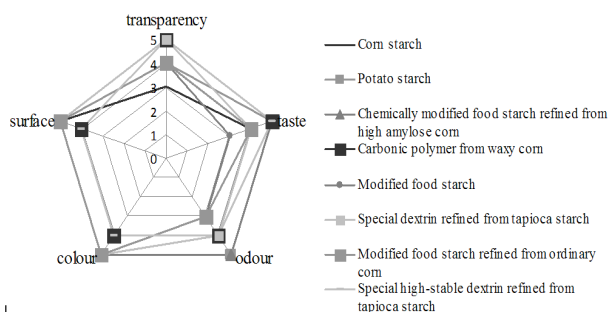 transparency
5
4
3
2
1
0
surface
taste
colour
odour
Corn starch
Potato starch
Chemically modified food starch refined from
high amylose corn
Carbonic polymer from waxy corn
Modified food starch
Special dextrin refined from tapioca starch
Modified food starch refined from ordinary
corn
Special high-stable dextrin refined from
tapioca starch